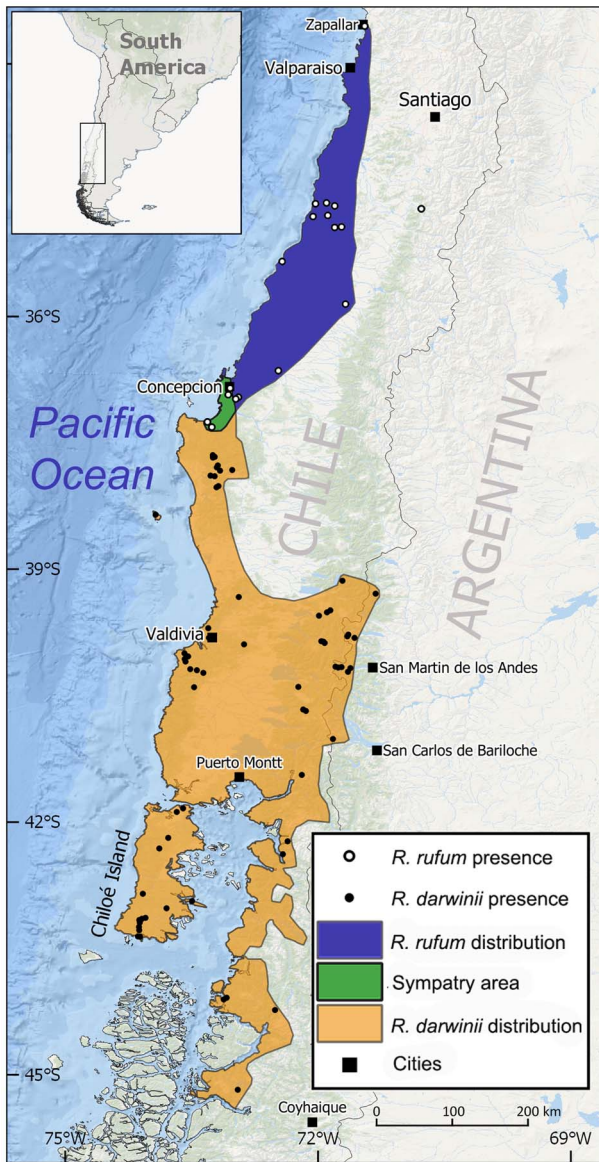 South
America
Zapallar
Valparaiso
Santiago
36°S
Concepcion
Pacific
Ocean
CHILE
ARGENTINA
39°S
Valdivia
San Martin de los Andes
San Carlos de Bariloche
Puerto Montt
42°S
Chiloé Island
R. rufum presence
R. darwinii presence
R. rufum distribution
Sympatry area
R. darwinii distribution
Cities
45°S
Coyhaique
0 100 200 km
75°W 72°W 69°W